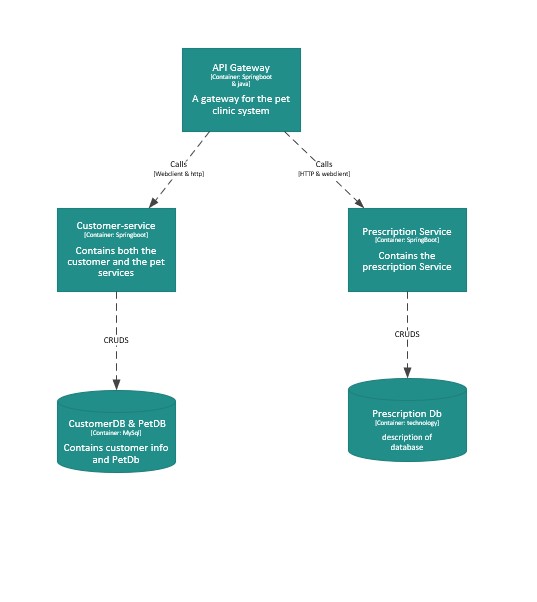 API Gateway
[Container: Springboot
& java]
A gateway for the pet
clinic system
Calls
[Webclient & http]
Calls
[HTTP & webclient]
Customer-service
[Container: Springboot]
Contains both the
customer and the pet
services
Prescription Service
[Container: SpringBoot]
Contains the
prescription Service
CRUDS
CRUDS
CustomerDB & PetDB
[Container: MySql]
Contains customer info
and PetDb
Prescription Db
[Container: technology]
description of
database